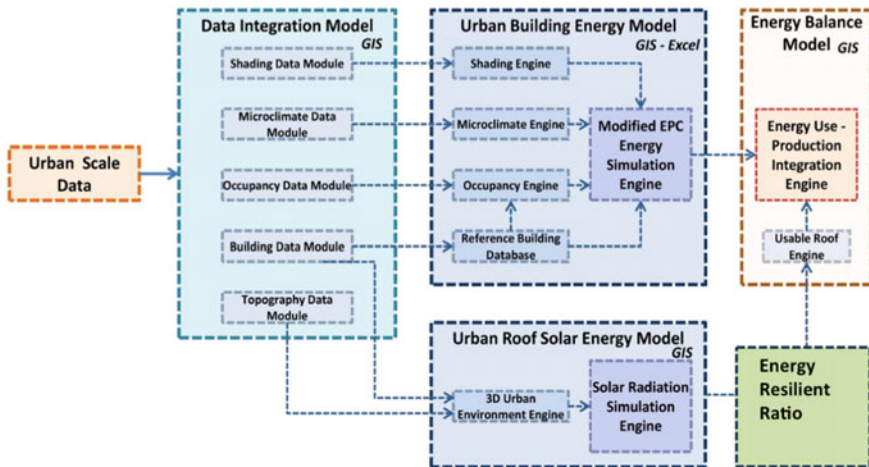 Data Integration Model
GIS
Shading Data Module
Microclimate Data
Module
Occupancy Data Module
Building Data Module
Topography Data
Module
Urban Scale
Data
Urban Building Energy Model
GIS - Excel
Shading Engine
Microclimate Engine
Occupancy Engine
Reference Building
Database
Modified EPC
Energy
Simulation
Engine
Energy Balance
Model
GIS
Energy Use -
Production
Integration
Engine
Usable Roof
Engine
Urban Roof Solar Energy Model
GIS
3D Urban
Environment Engine
Solar Radiation
Simulation
Engine
Energy
Resilient
Ratio